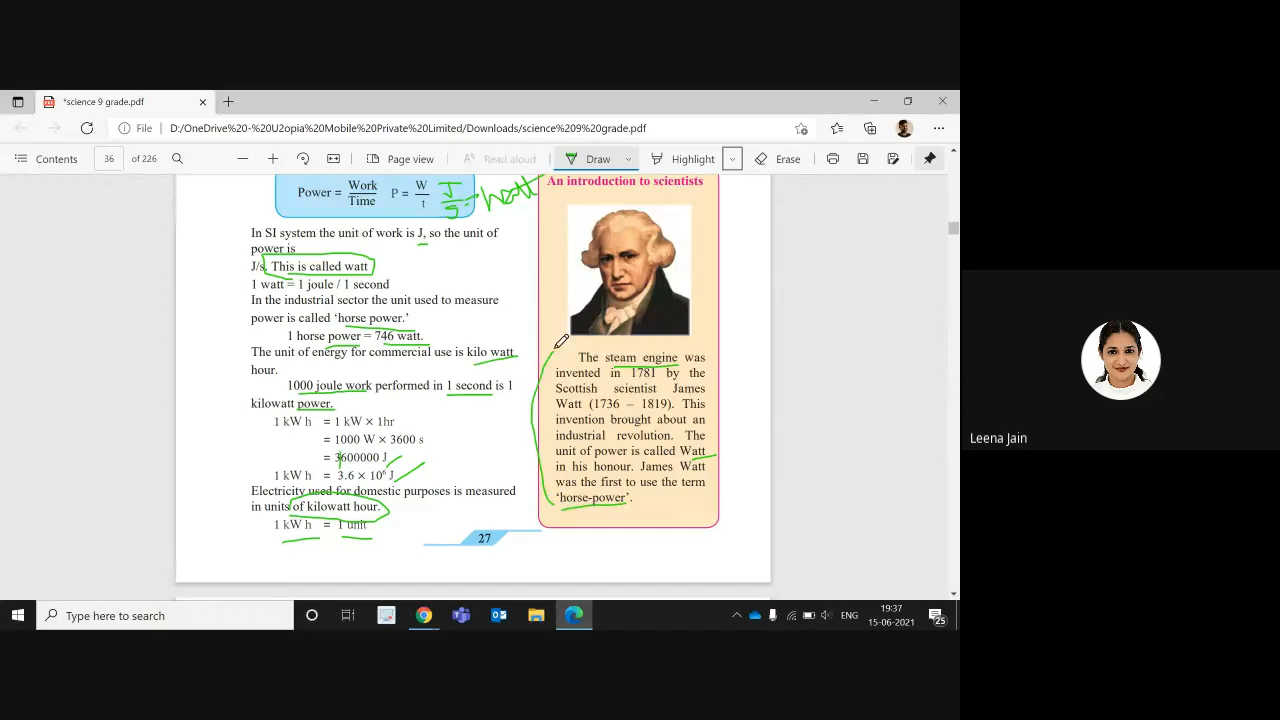 *science 9 grade.pdf
File D:/OneDrive%20-%20U2opia%20Mobile%20Private%20Limited/Downloads/science%209%20grade.pdf
Contents 36 of 226 Page view Read aloud Draw Highlight Erase
Power = Work / Time P = W / t J / s = watt
In SI system the unit of work is J, so the unit of
power is
J/s. This is called watt
1 watt = 1 joule / 1 second
In the industrial sector the unit used to measure
power is called ‘horse power.’
1 horse power = 746 watt.
The unit of energy for commercial use is kilo watt
hour.
1000 joule work performed in 1 second is 1
kilowatt power.
1 kW h = 1 kW × 1hr
= 1000 W × 3600 s
= 3600000 J
1 kW h = 3.6 × 10⁶ J
Electricity used for domestic purposes is measured
in units of kilowatt hour.
1 kW h = 1 unit
An introduction to scientists
The steam engine was
invented in 1781 by the
Scottish scientist James
Watt (1736 – 1819). This
invention brought about an
industrial revolution. The
unit of power is called Watt
in his honour. James Watt
was the first to use the term
‘horse-power’.
27
Leena Jain
Type here to search
ENG
19:37
15-06-2021
25